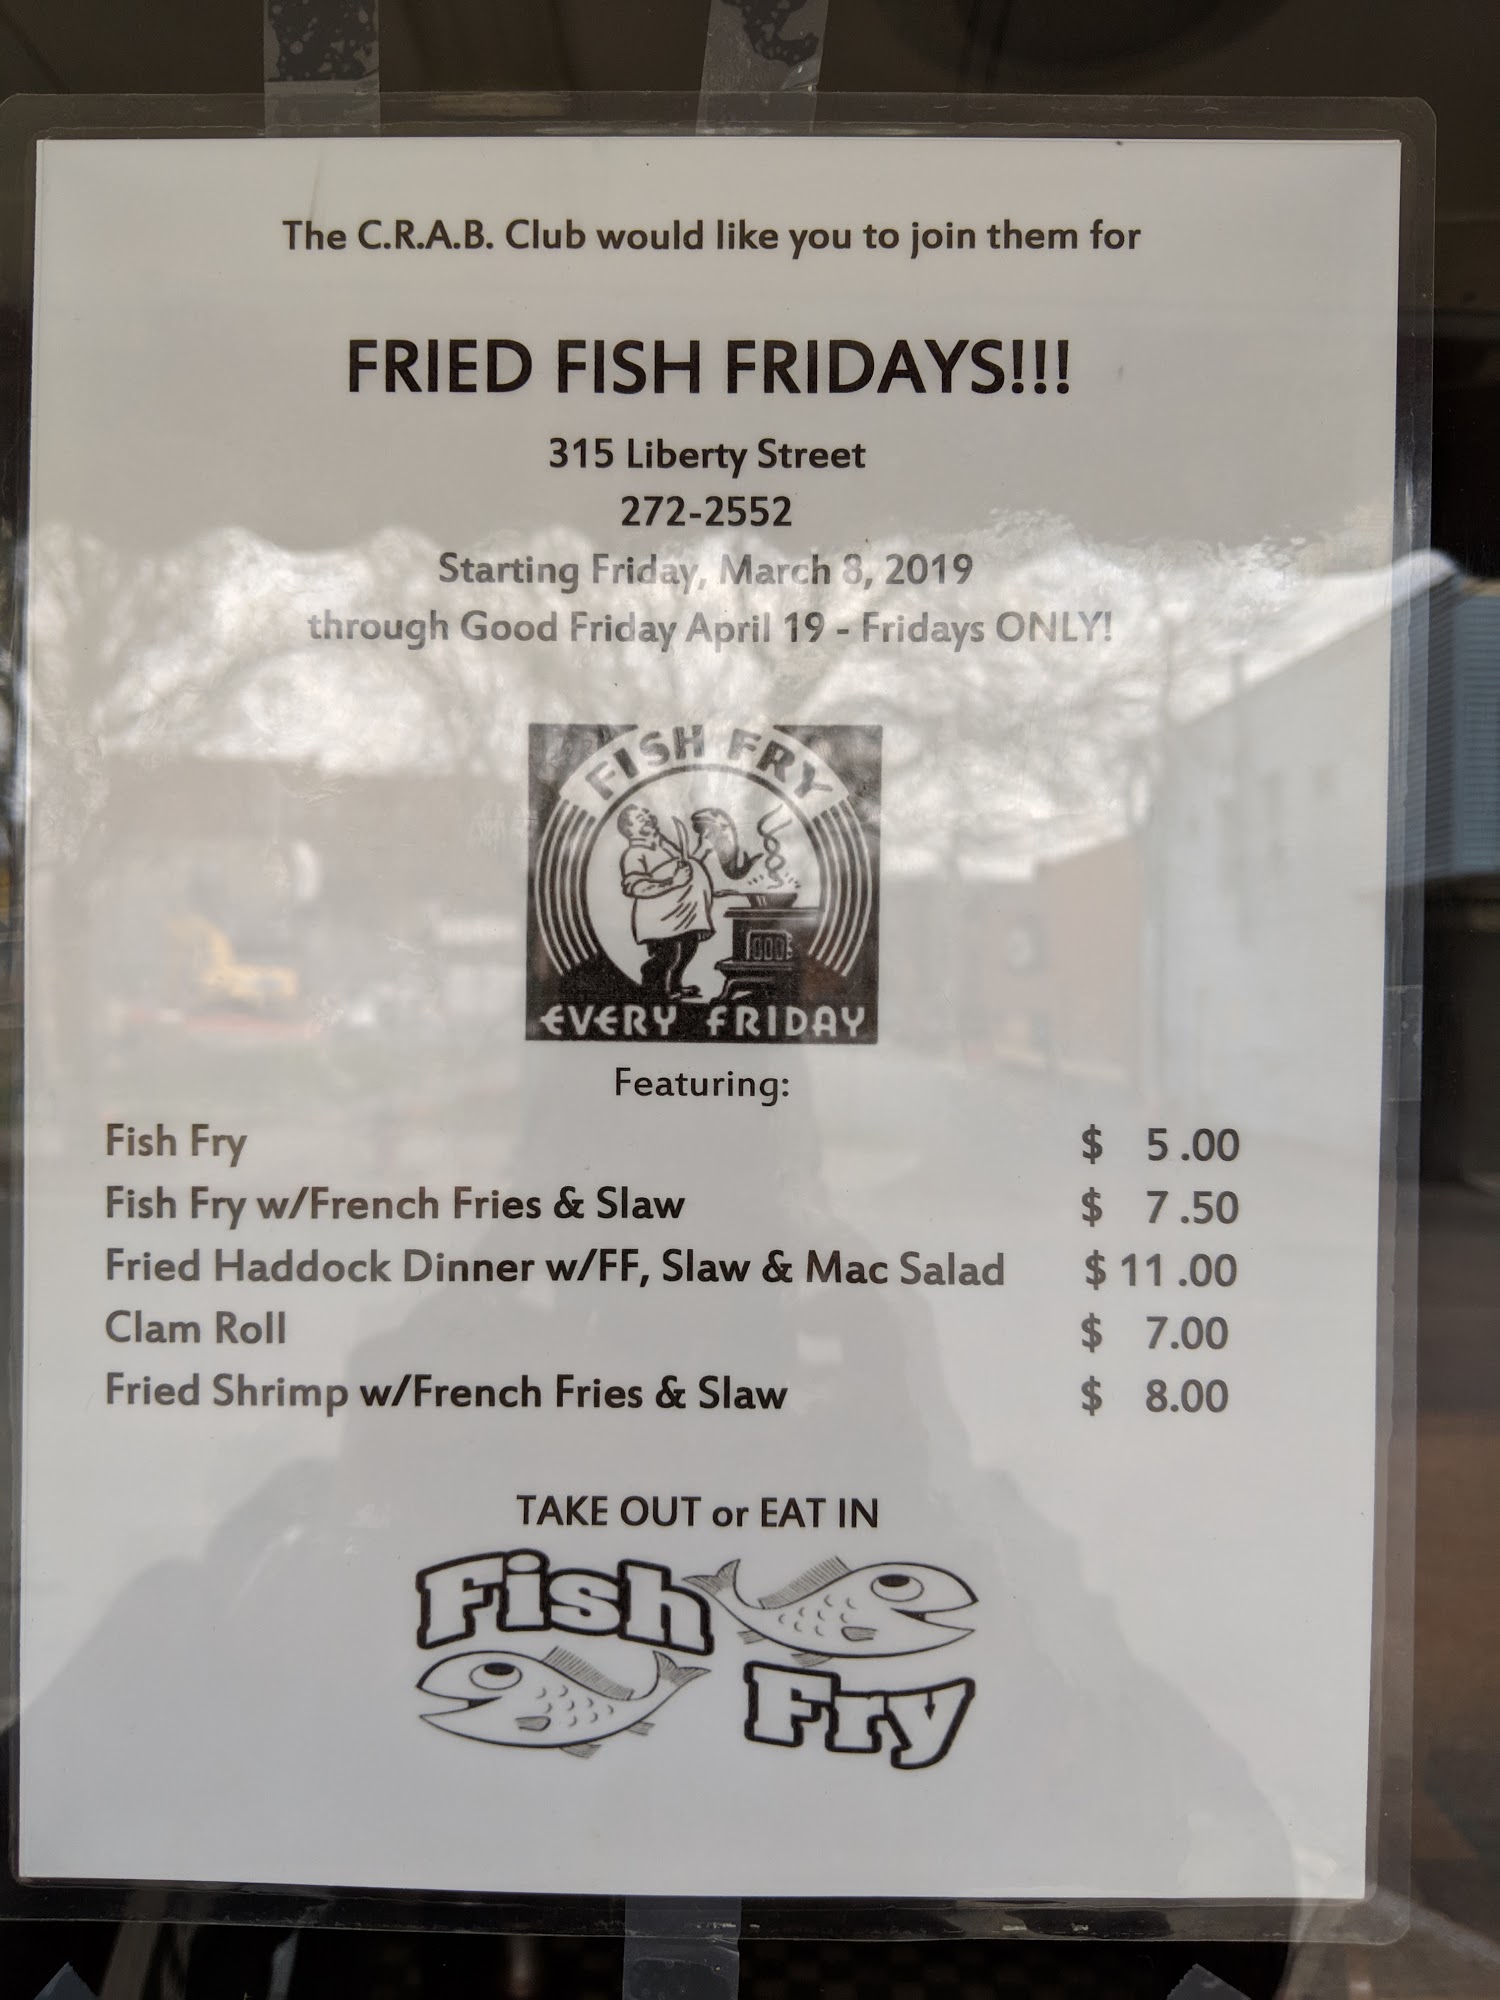 The C.R.A.B. Club would like you to join them for
FRIED FISH FRIDAYS!!!
315 Liberty Street
272-2552
Starting Friday, March 8, 2019
through Good Friday April 19 - Fridays ONLY!
FISH FRY
EVERY FRIDAY
Featuring:
Fish Fry $ 5.00
Fish Fry w/French Fries & Slaw $ 7.50
Fried Haddock Dinner w/FF, Slaw & Mac Salad $ 11.00
Clam Roll $ 7.00
Fried Shrimp w/French Fries & Slaw $ 8.00
TAKE OUT or EAT IN
Fish
Fry